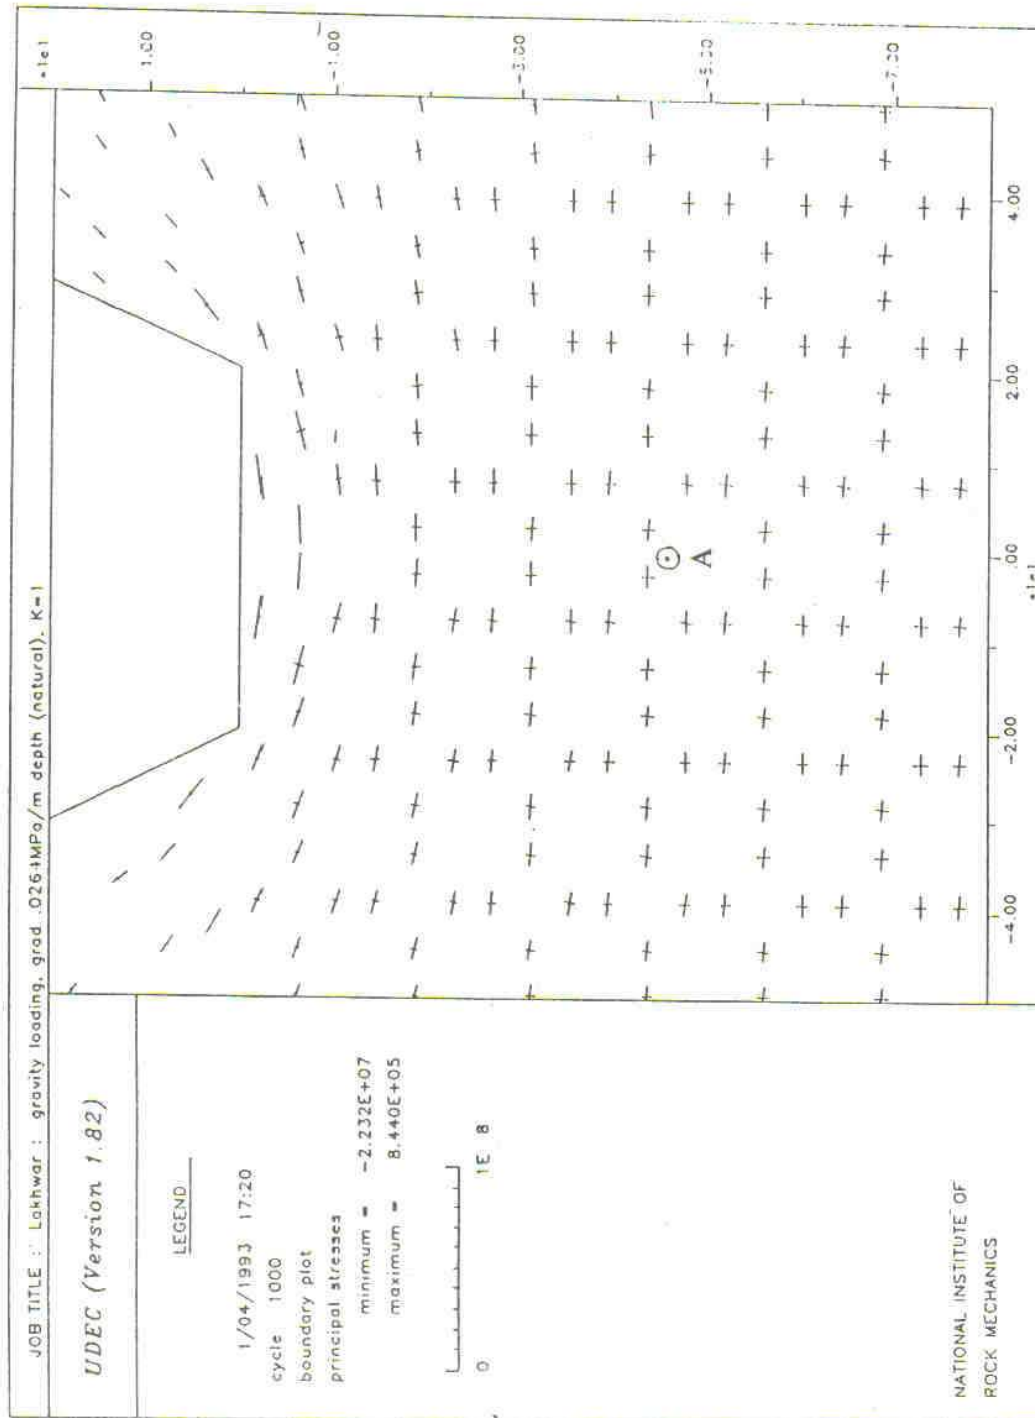 JOB TITLE : Lakhwar : gravity loading, grad .0264MPa/m depth (natural). K=1
UDEC (Version 1.82)
LEGEND
1/04/1993 17:20
cycle 1000
boundary plot
principal stresses
minimum = -2.232E+07
maximum = 8.440E+05
0 1E 8
NATIONAL INSTITUTE OF
ROCK MECHANICS
*1e1
1.00
-1.00
-3.00
-5.00
-7.00
A
-4.00 -2.00 .00 2.00 4.00
*1e1